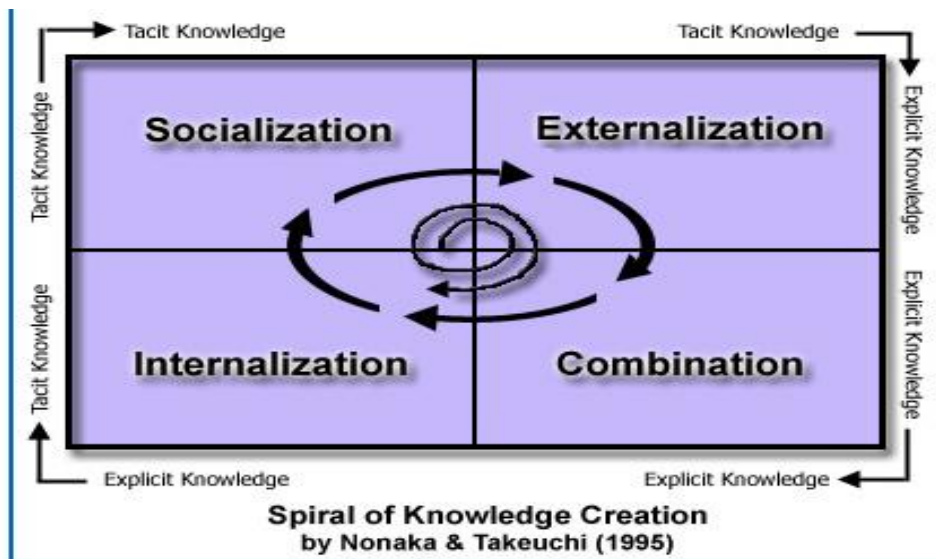 Tacit Knowledge
Tacit Knowledge
Tacit Knowledge
Explicit Knowledge
Socialization
Externalization
Internalization
Combination
Tacit Knowledge
Explicit Knowledge
Explicit Knowledge
Explicit Knowledge
Spiral of Knowledge Creation
by Nonaka & Takeuchi (1995)